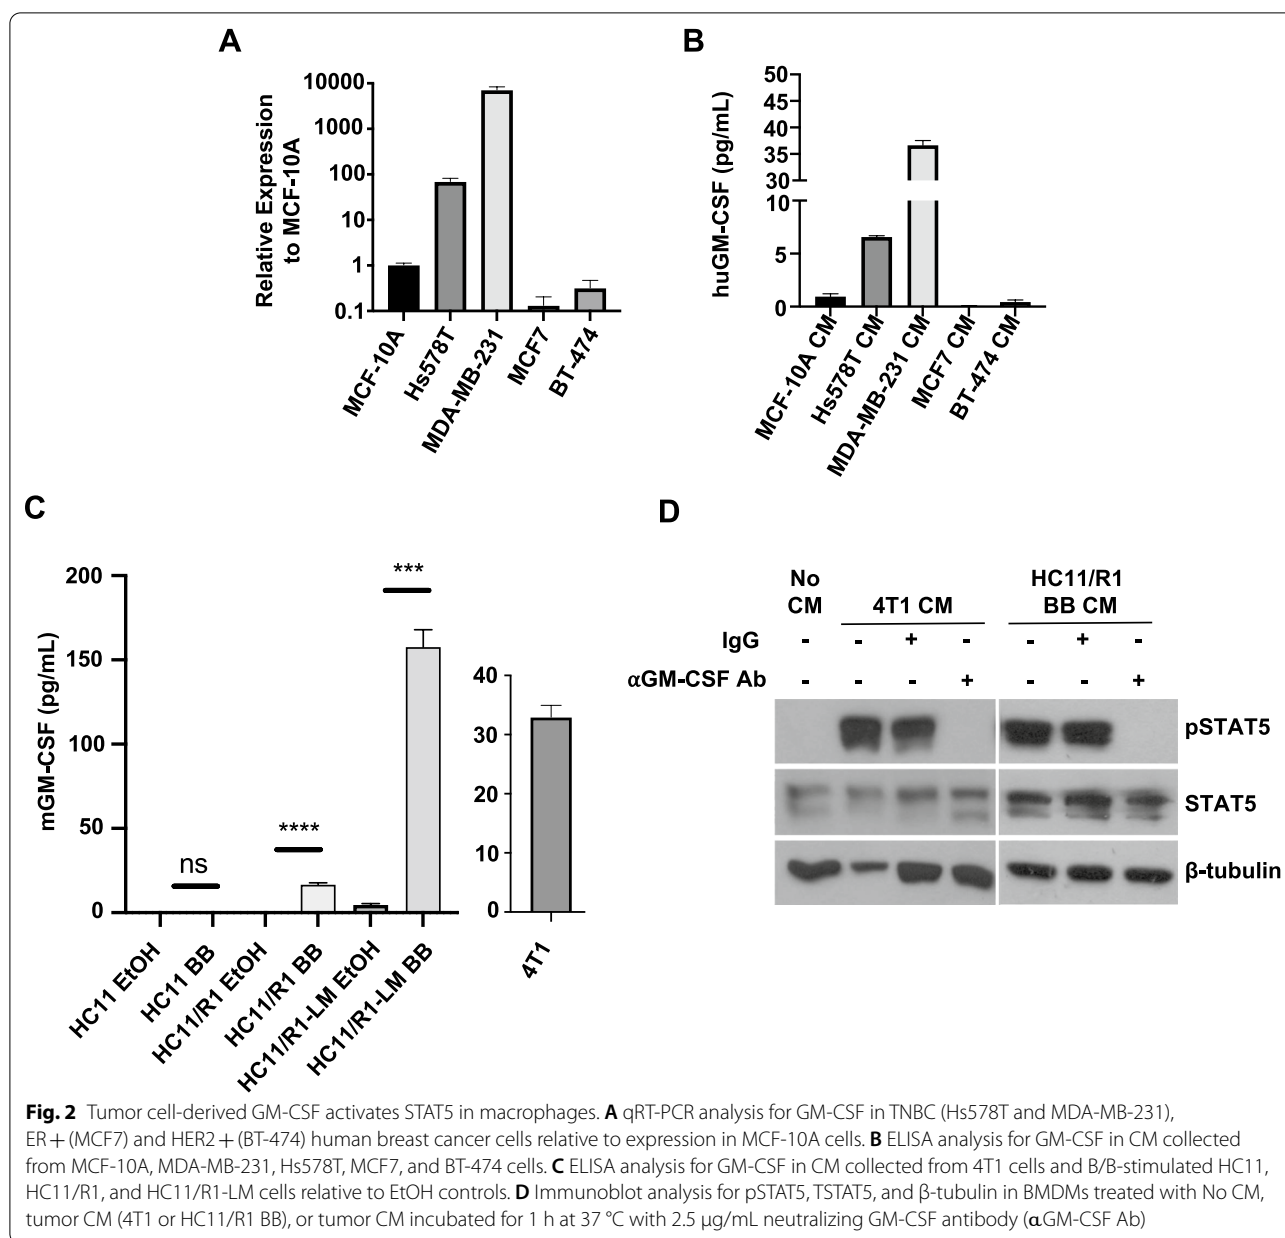 A
Relative Expression
to MCF-10A
10000
1000
100
10
1
0.1
MCF-10A
Hs578T
MDA-MB-231
MCF7
BT-474
B
huGM-CSF (pg/mL)
50
45
40
35
30
10
5
0
MCF-10A CM
Hs578T CM
MDA-MB-231 CM
MCF7 CM
BT-474 CM
C
mGM-CSF (pg/mL)
200
150
100
50
0
ns
****
***
HC11 EtOH
HC11 BB
HC11/R1 EtOH
HC11/R1 BB
HC11/R1-LM EtOH
HC11/R1-LM BB
40
30
20
10
0
4T1
D
No
CM
4T1 CM
HC11/R1
BB CM
IgG - - + - - + -
αGM-CSF Ab - - - + - - +
pSTAT5
STAT5
β-tubulin
Fig. 2 Tumor cell-derived GM-CSF activates STAT5 in macrophages. A qRT-PCR analysis for GM-CSF in TNBC (Hs578T and MDA-MB-231),
ER + (MCF7) and HER2 + (BT-474) human breast cancer cells relative to expression in MCF-10A cells. B ELISA analysis for GM-CSF in CM collected
from MCF-10A, MDA-MB-231, Hs578T, MCF7, and BT-474 cells. C ELISA analysis for GM-CSF in CM collected from 4T1 cells and B/B-stimulated HC11,
HC11/R1, and HC11/R1-LM cells relative to EtOH controls. D Immunoblot analysis for pSTAT5, TSTAT5, and β-tubulin in BMDMs treated with No CM,
tumor CM (4T1 or HC11/R1 BB), or tumor CM incubated for 1 h at 37 °C with 2.5 μg/mL neutralizing GM-CSF antibody (αGM-CSF Ab)